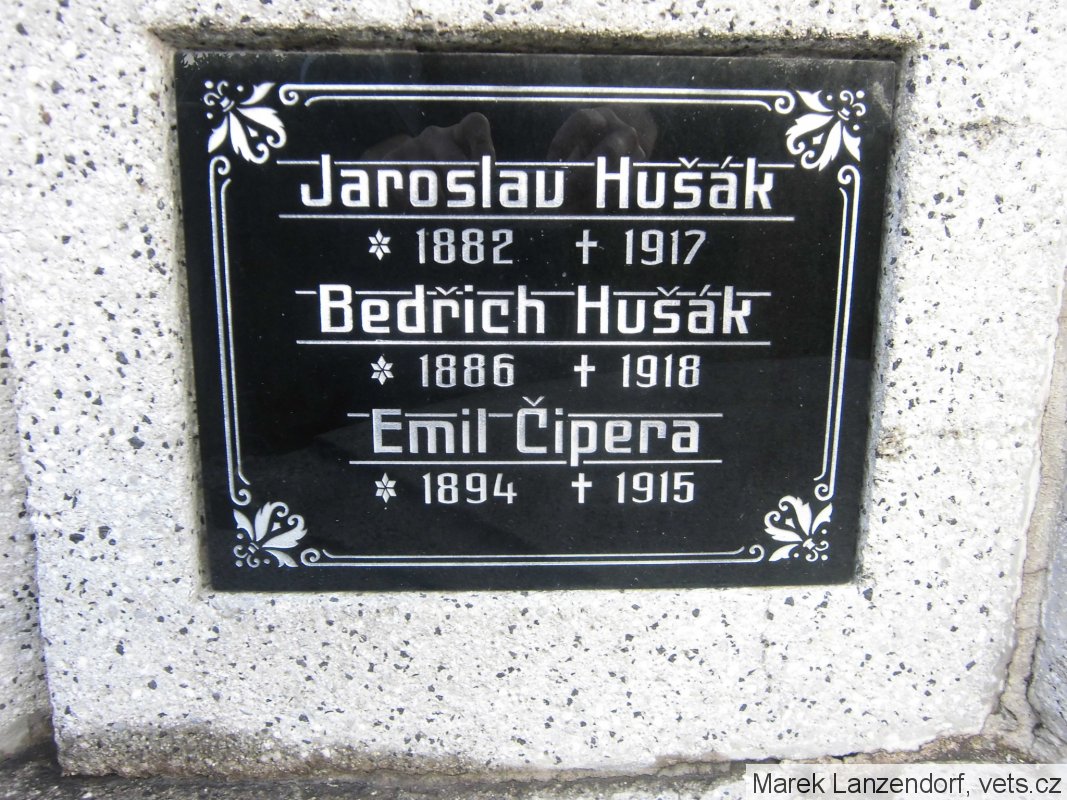 Jaroslav Hušák
* 1882 † 1917
Bedřich Hušák
* 1886 † 1918
Emil Čipera
* 1894 † 1915
Marek Lanzendorf, vets.cz